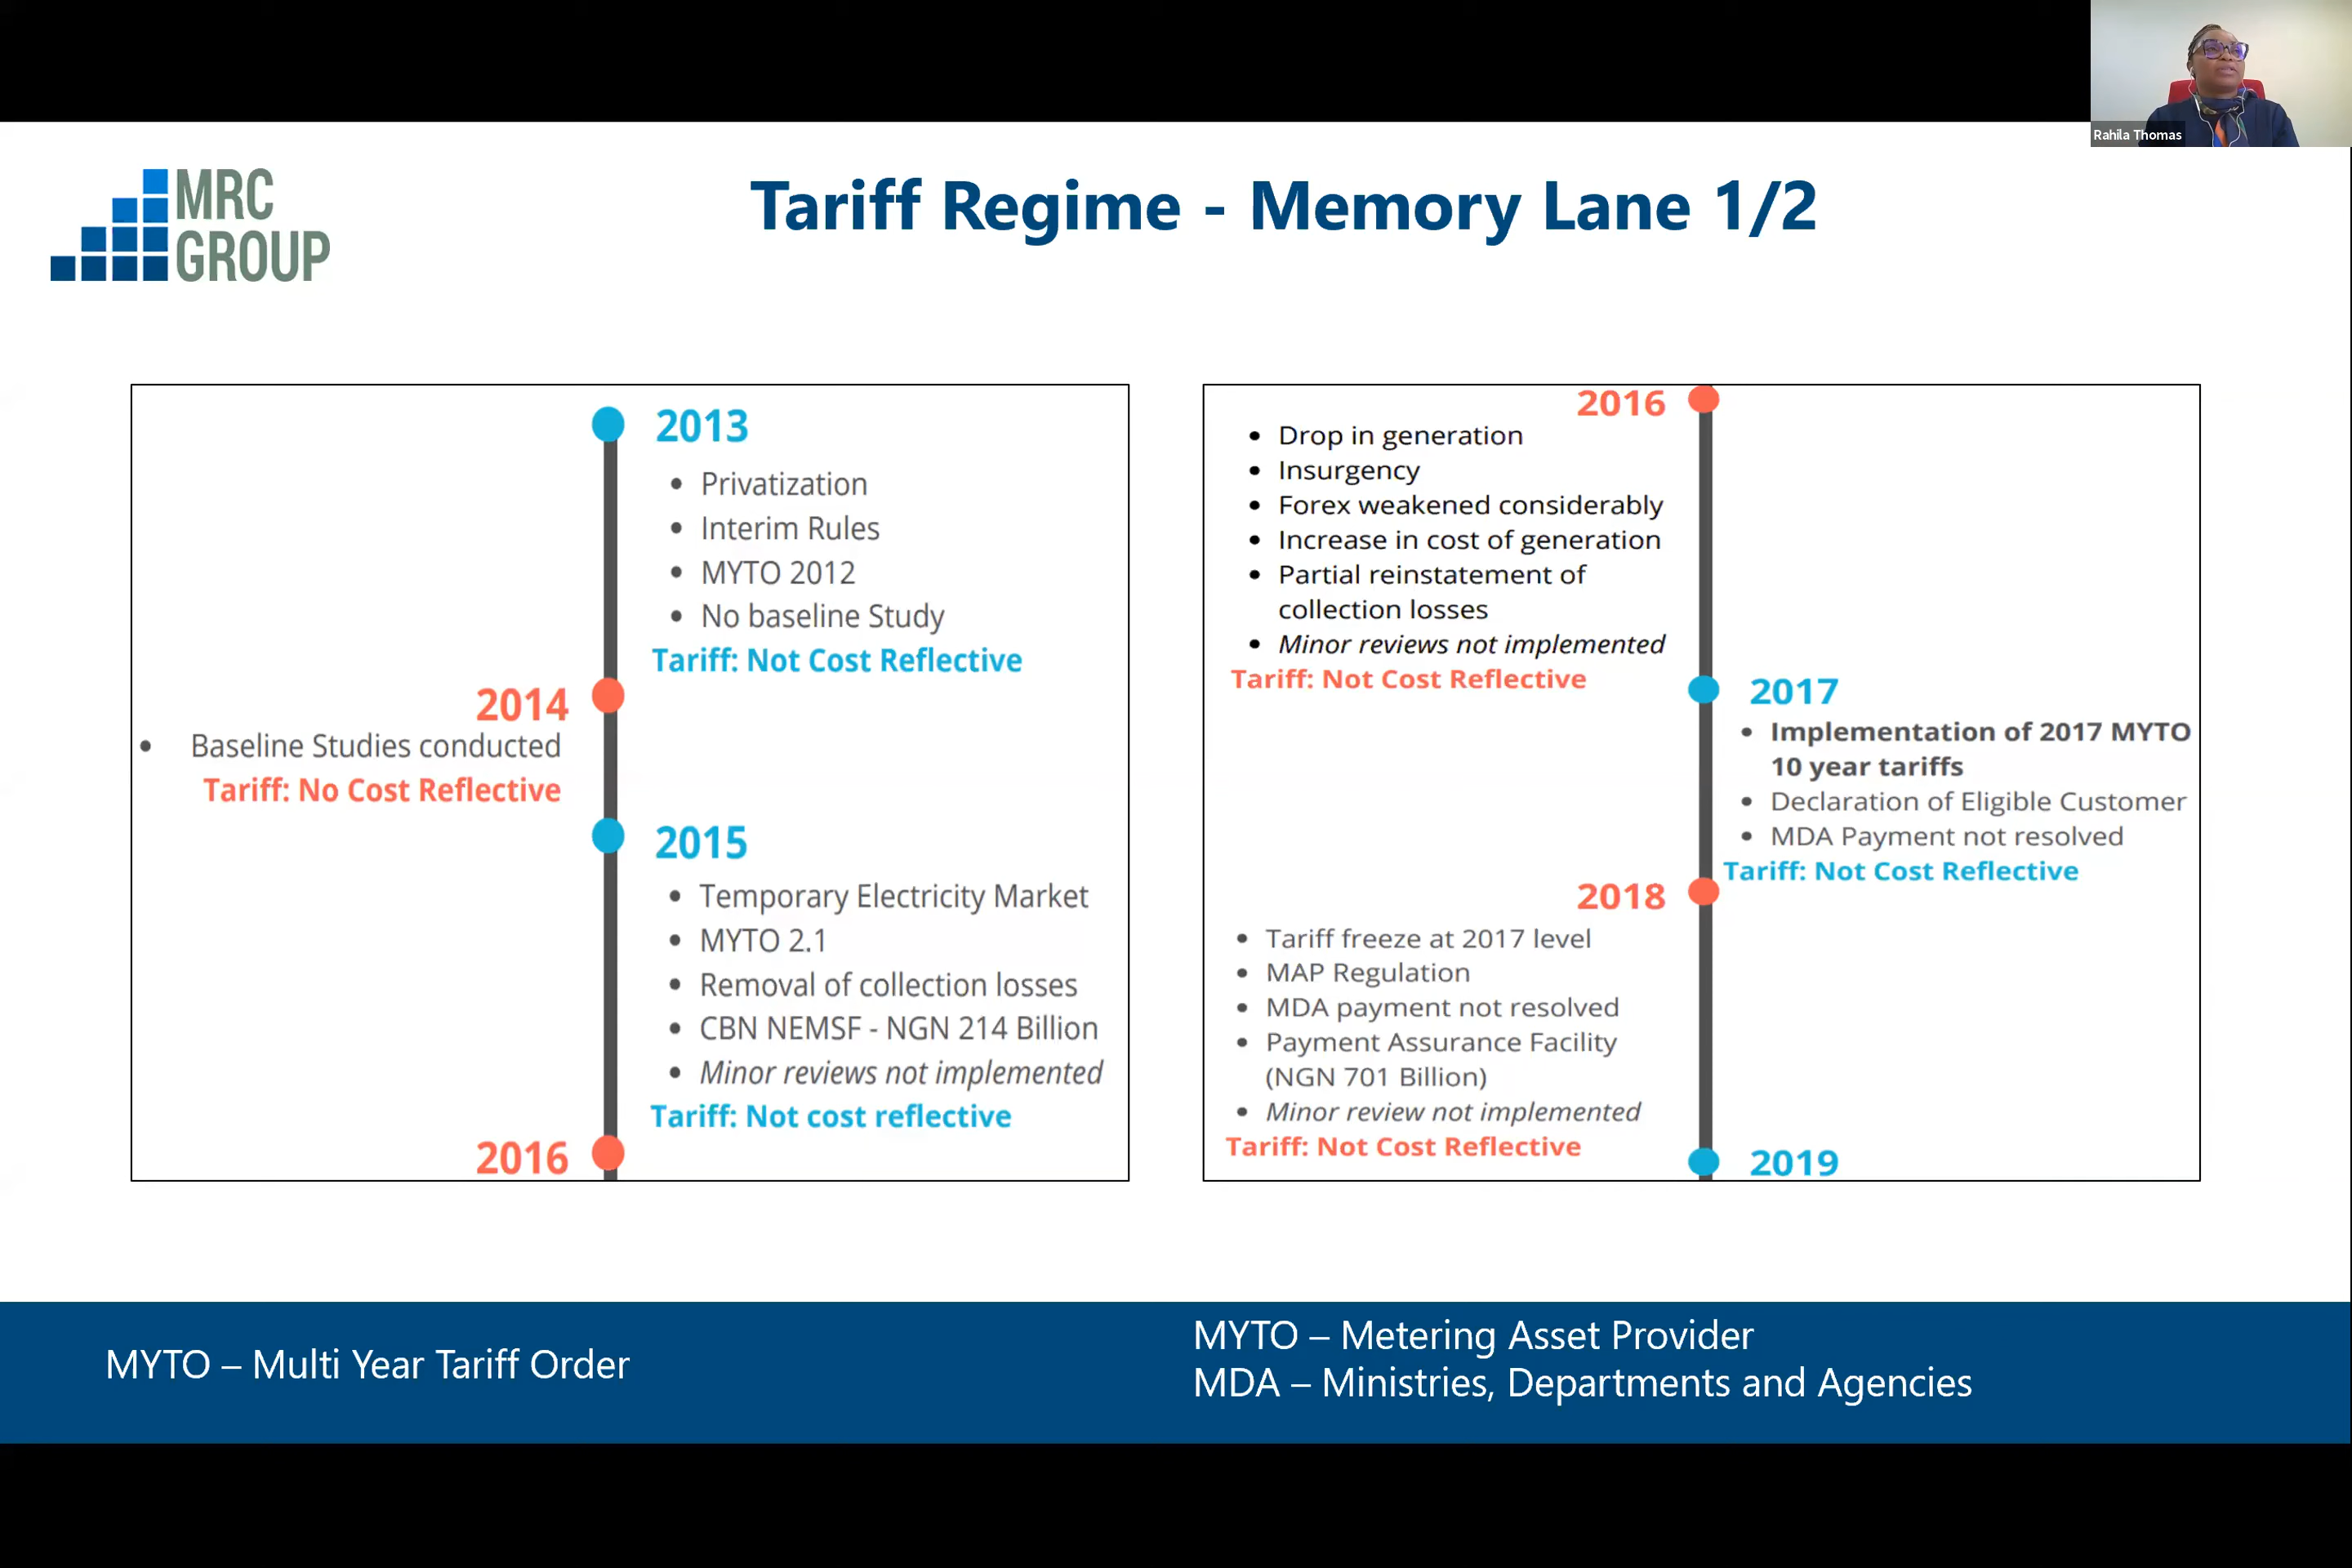 Rahila Thomas
MRC
GROUP
Tariff Regime - Memory Lane 1/2
2013
• Privatization
• Interim Rules
• MYTO 2012
• No baseline Study
Tariff: Not Cost Reflective
2014
• Baseline Studies conducted
Tariff: No Cost Reflective
2015
• Temporary Electricity Market
• MYTO 2.1
• Removal of collection losses
• CBN NEMSF - NGN 214 Billion
• Minor reviews not implemented
Tariff: Not cost reflective
2016
2016
• Drop in generation
• Insurgency
• Forex weakened considerably
• Increase in cost of generation
• Partial reinstatement of
collection losses
• Minor reviews not implemented
Tariff: Not Cost Reflective
2017
• Implementation of 2017 MYTO
10 year tariffs
• Declaration of Eligible Customer
• MDA Payment not resolved
Tariff: Not Cost Reflective
2018
• Tariff freeze at 2017 level
• MAP Regulation
• MDA payment not resolved
• Payment Assurance Facility
(NGN 701 Billion)
• Minor review not implemented
Tariff: Not Cost Reflective
2019
MYTO – Multi Year Tariff Order
MYTO – Metering Asset Provider
MDA – Ministries, Departments and Agencies